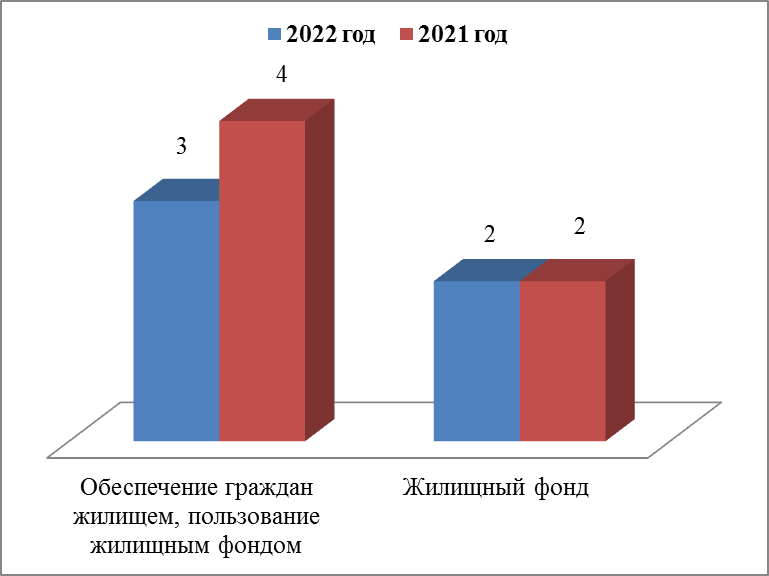 2022 год 2021 год
4
3
2 2
Обеспечение граждан
жилищем, пользование
жилищным фондом
Жилищный фонд